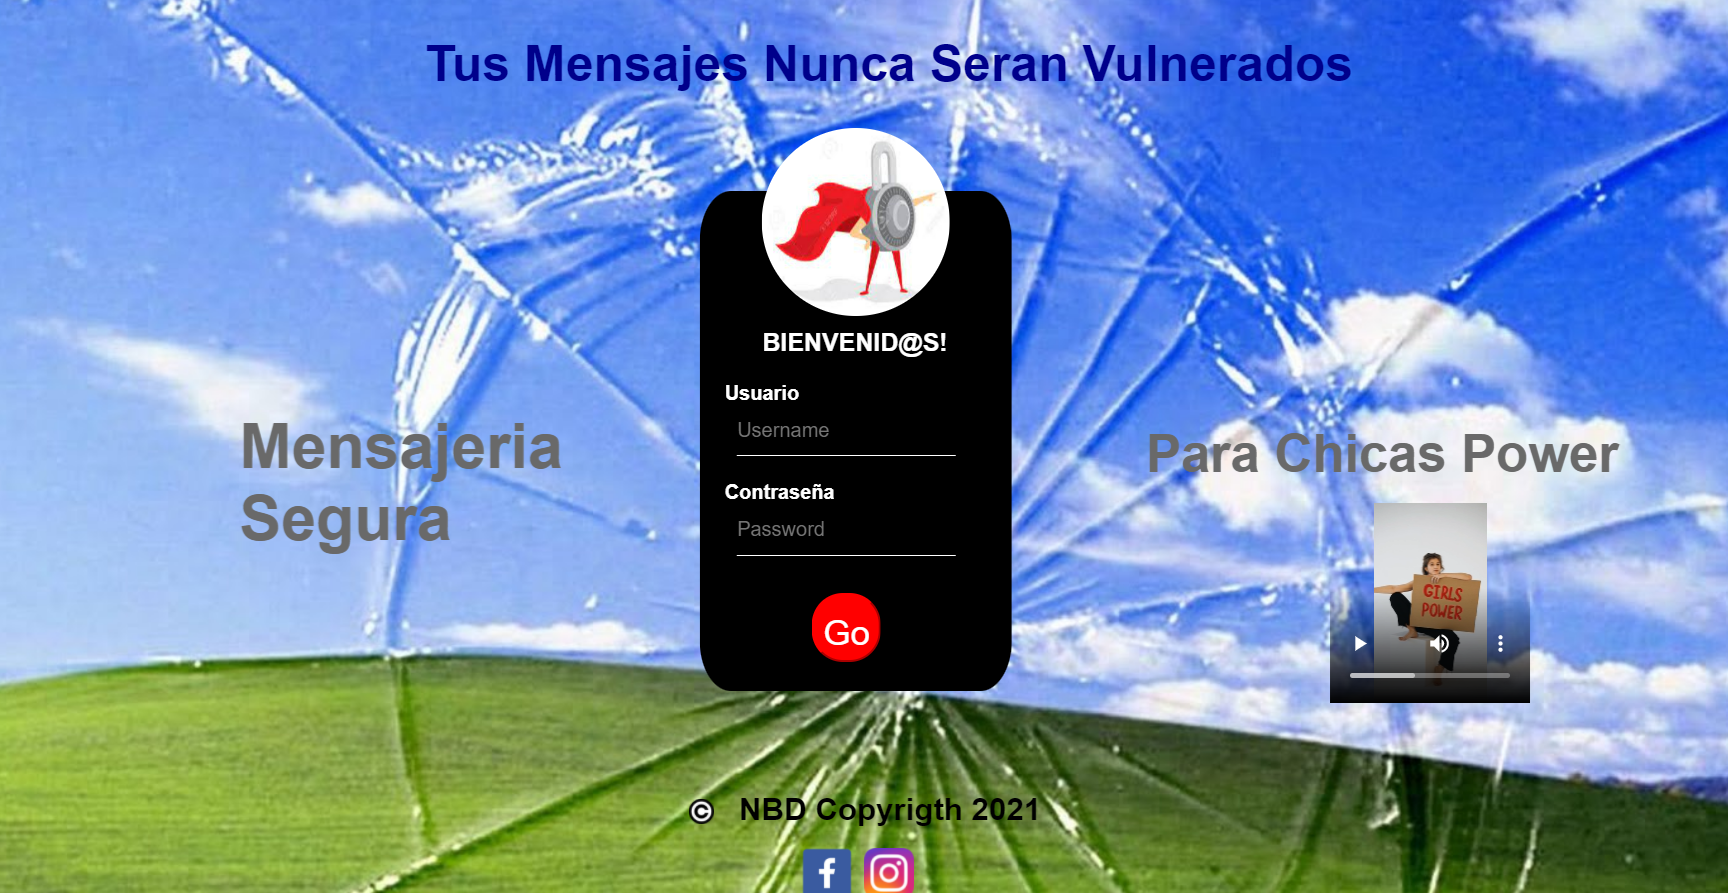 Tus Mensajes Nunca Seran Vulnerados
BIENVENID@S!
Usuario
Username
Contraseña
Password
Go
Mensajeria
Segura
Para Chicas Power
GIRLS
POWER
© NBD Copyrigth 2021